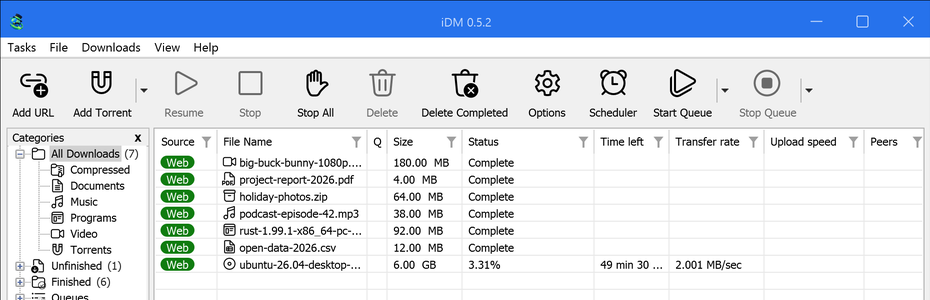 iDM 0.5.2
Tasks File Downloads View Help
Add URL Add Torrent Resume Stop Stop All Delete Delete Completed Options Scheduler Start Queue Stop Queue
Categories x
All Downloads (7)
Compressed
Documents
Music
Programs
Video
Torrents
Unfinished (1)
Finished (6)
Queues
Source File Name Q Size Status Time left Transfer rate Upload speed Peers
Web big-buck-bunny-1080p.... 180.00 MB Complete
Web project-report-2026.pdf 4.00 MB Complete
Web holiday-photos.zip 64.00 MB Complete
Web podcast-episode-42.mp3 38.00 MB Complete
Web rust-1.99.1-x86_64-pc-... 92.00 MB Complete
Web open-data-2026.csv 12.00 MB Complete
Web ubuntu-26.04-desktop-... 6.00 GB 3.31% 49 min 30 ... 2.001 MB/sec